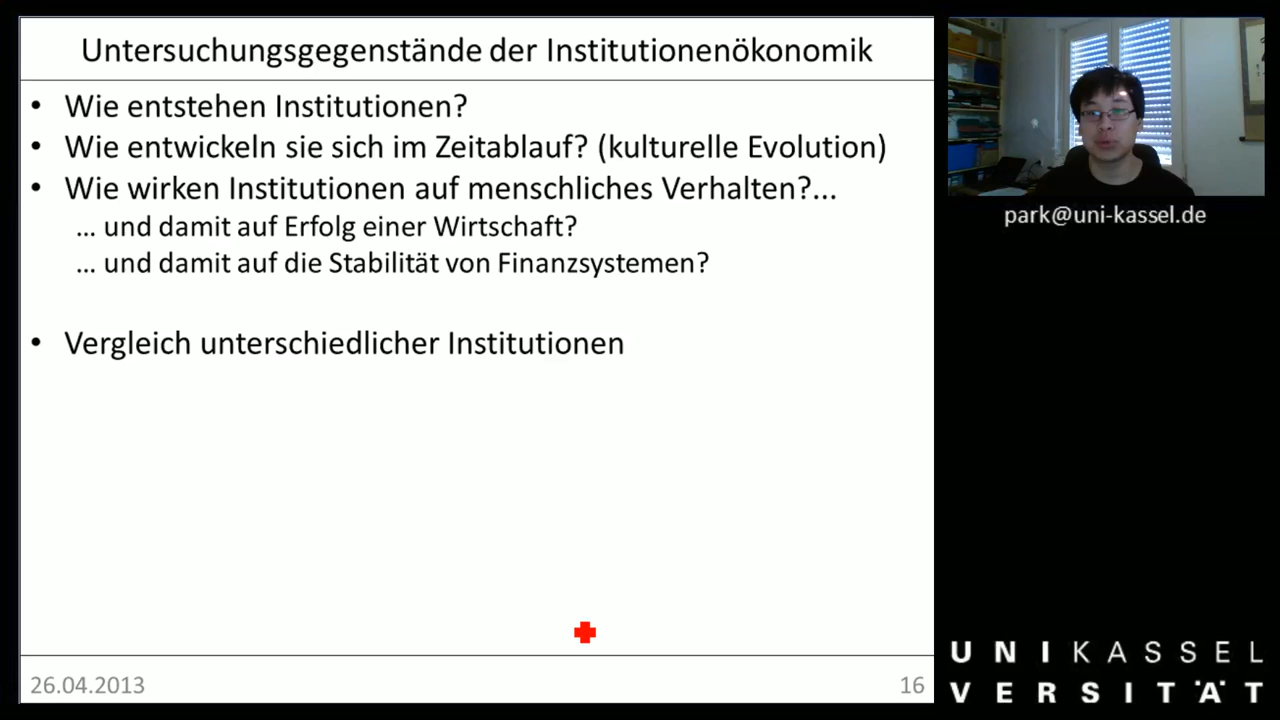 Untersuchungsgegenstände der Institutionenökonomik
• Wie entstehen Institutionen?
• Wie entwickeln sie sich im Zeitablauf? (kulturelle Evolution)
• Wie wirken Institutionen auf menschliches Verhalten?...
... und damit auf Erfolg einer Wirtschaft?
... und damit auf die Stabilität von Finanzsystemen?
• Vergleich unterschiedlicher Institutionen
26.04.2013
16
park@uni-kassel.de
UNIKASSEL
VERSITÄT